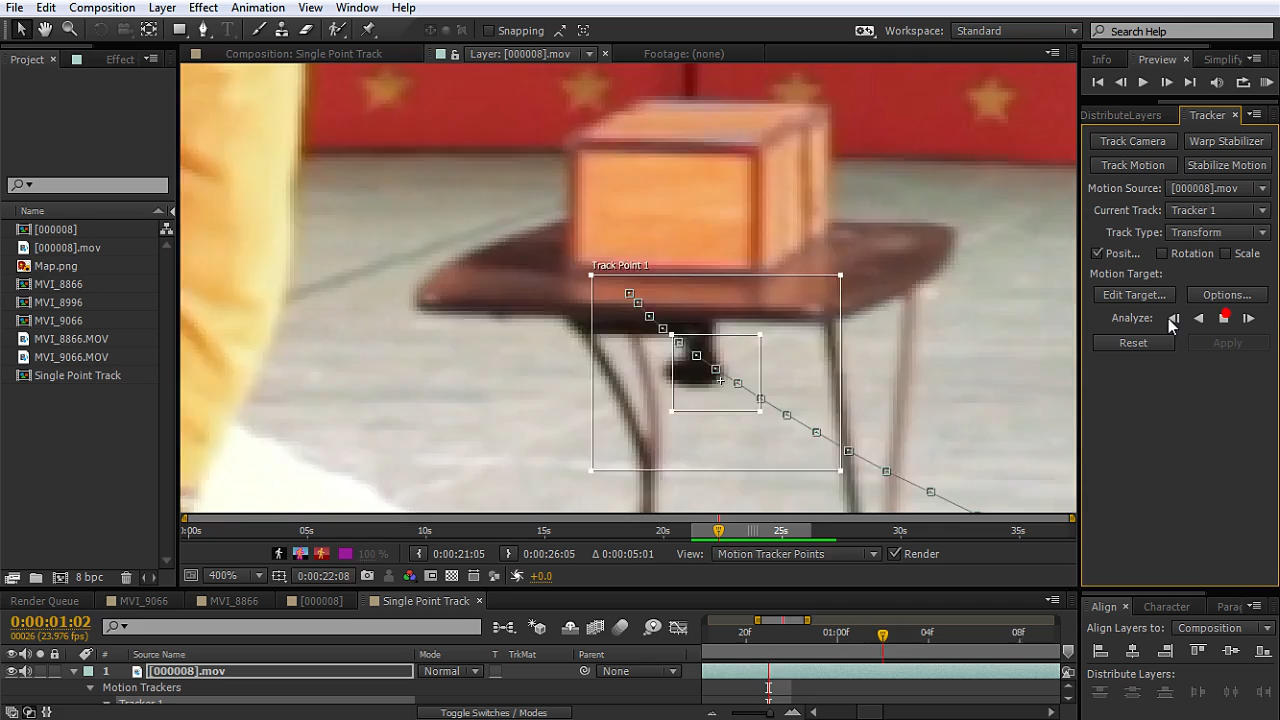 File Edit Composition Layer Effect Animation View Window Help
Snapping Workspace: Standard Search Help
Project Effect Composition: Single Point Track Layer: [000008].mov Footage: (none) Info Preview Simplify
DistributeLayers Tracker
Track Camera Warp Stabilizer
Track Motion Stabilize Motion
Motion Source: [000008].mov
Current Track: Tracker 1
Track Type: Transform
Posit... Rotation Scale
Motion Target:
Edit Target... Options...
Analyze:
Reset Apply
Name
[000008]
[000008].mov
Map.png
MVI_8866
MVI_8996
MVI_9066
MVI_8866.MOV
MVI_9066.MOV
Single Point Track
Track Point 1
:00s 05s 10s 15s 20s 25s 30s 35s
100 % 0:00:21:05 0:00:26:05 Δ 0:00:05:01 View: Motion Tracker Points Render
8 bpc 400% 0:00:22:08 +0.0
Render Queue MVI_9066 MVI_8866 [000008] Single Point Track
0:00:01:02
00026 (23.976 fps)
20f 01:00f 04f 08f
# Source Name Mode T TrkMat Parent
1 [000008].mov Normal None
Motion Trackers
Tracker 1
Toggle Switches / Modes
Align Character Parag
Align Layers to: Composition
Distribute Layers: